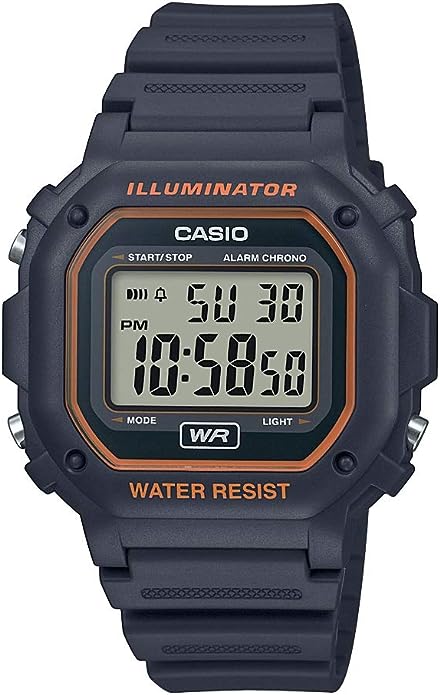 ILLUMINATOR
CASIO
START/STOP ALARM CHRONO
SU 30
PM
10:58 50
MODE LIGHT
WR
WATER RESIST